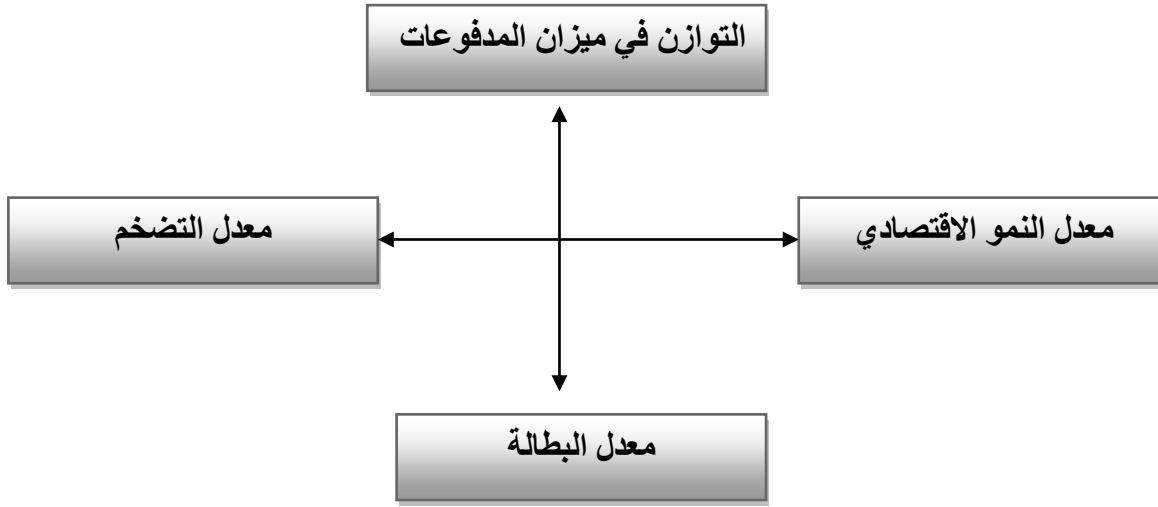 التوازن في ميزان المدفوعات
معدل النمو الاقتصادي
معدل التضخم
معدل البطالة